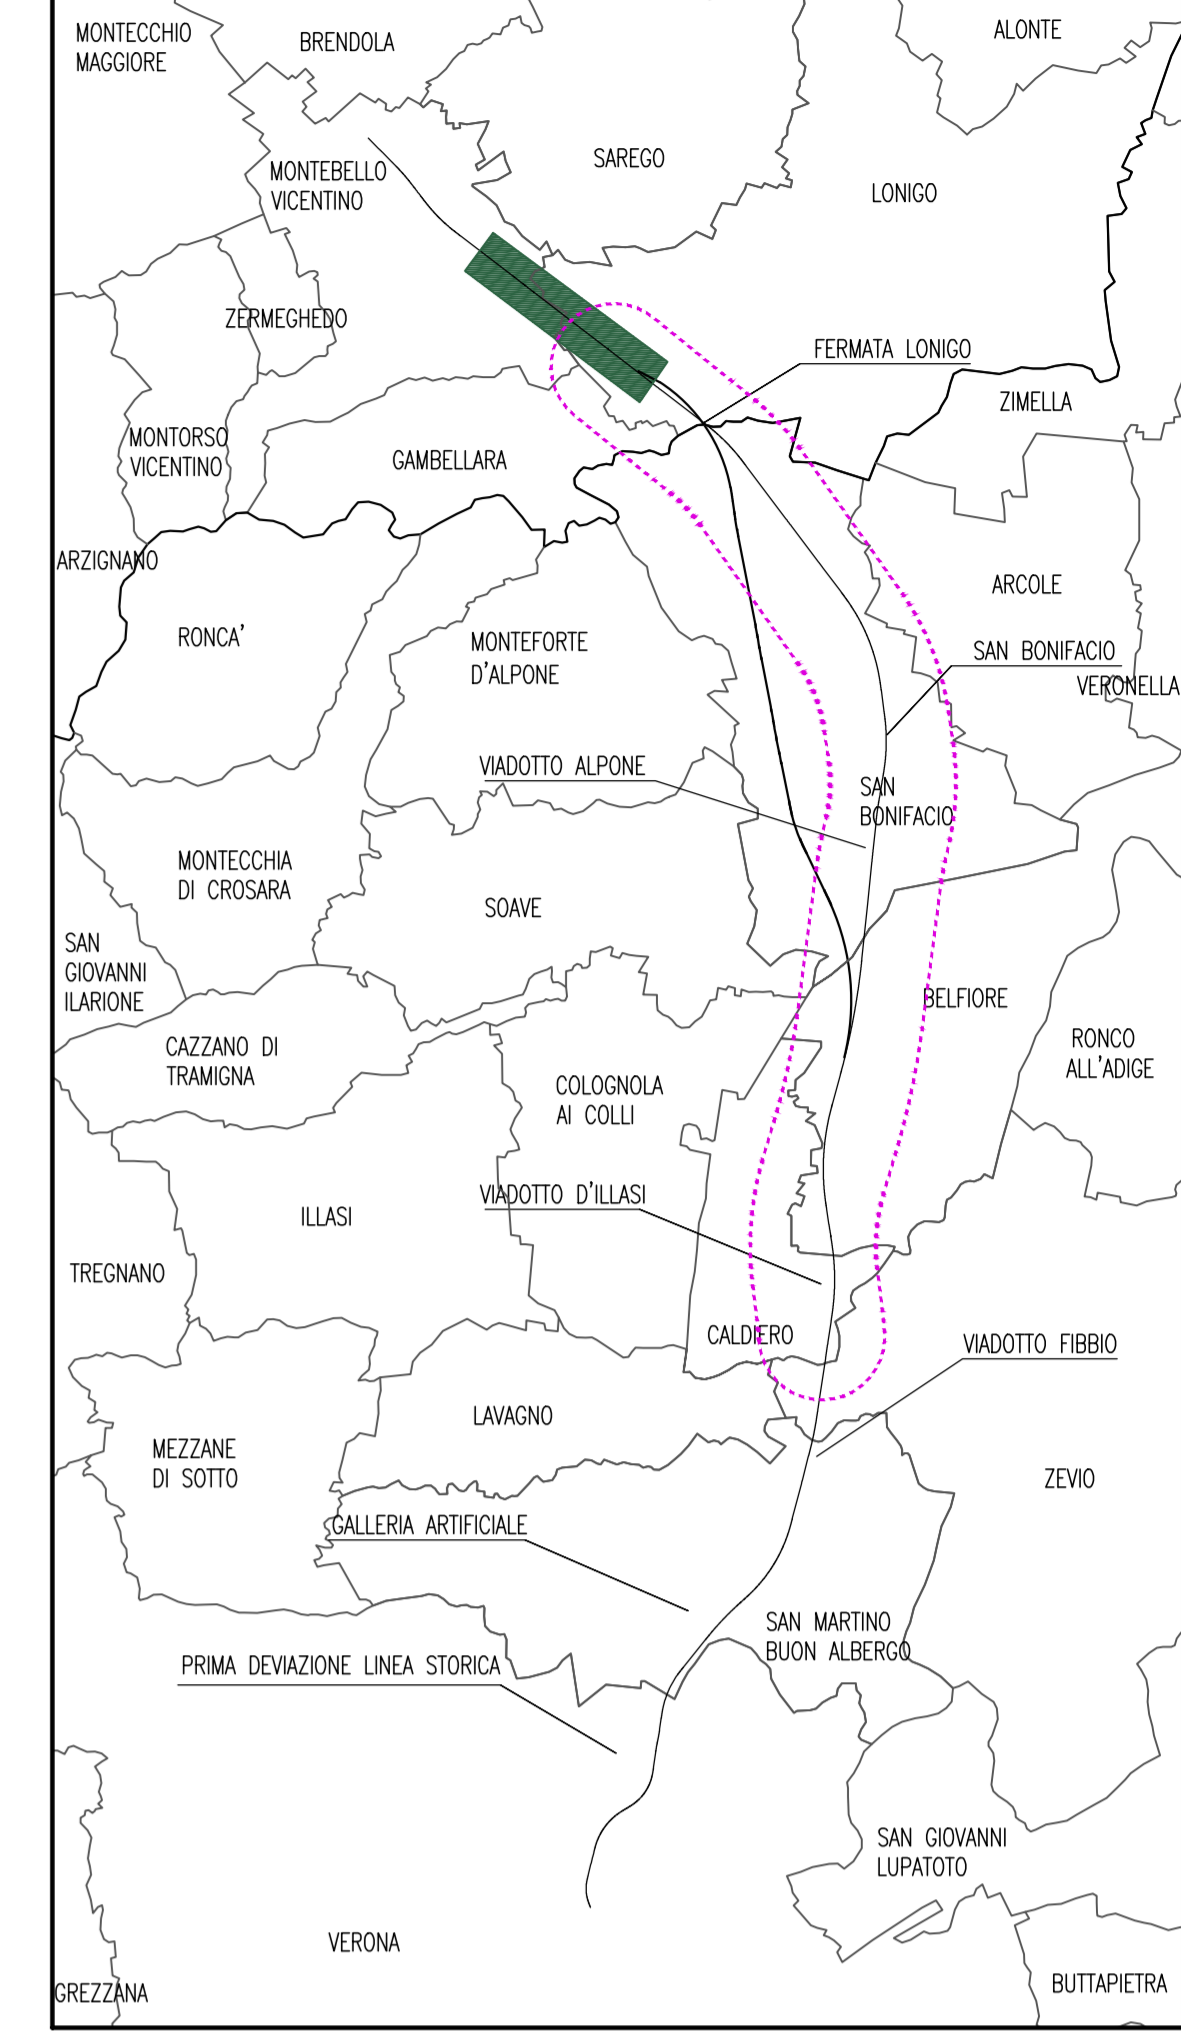 MONTECCHIO
MAGGIORE
BRENDOLA
ALONTE
SAREGO
MONTEBELLO
VICENTINO
LONIGO
ZERMEGHEDO
FERMATA LONIGO
ZIMELLA
MONTORSO
VICENTINO
GAMBELLARA
ARZIGNANO
ARCOLE
RONCA'
MONTEFORTE
D'ALPONE
SAN BONIFACIO
VERONELLA
VIADOTTO ALPONE
SAN
BONIFACIO
MONTECCHIA
DI CROSARA
SOAVE
SAN
GIOVANNI
ILARIONE
BELFIORE
RONCO
ALL'ADIGE
CAZZANO DI
TRAMIGNA
COLOGNOLA
AI COLLI
VIADOTTO D'ILLASI
ILLASI
TREGNANO
CALDIERO
VIADOTTO FIBBIO
LAVAGNO
MEZZANE
DI SOTTO
ZEVIO
GALLERIA ARTIFICIALE
SAN MARTINO
BUON ALBERGO
PRIMA DEVIAZIONE LINEA STORICA
SAN GIOVANNI
LUPATOTO
VERONA
GREZZANA
BUTTAPIETRA